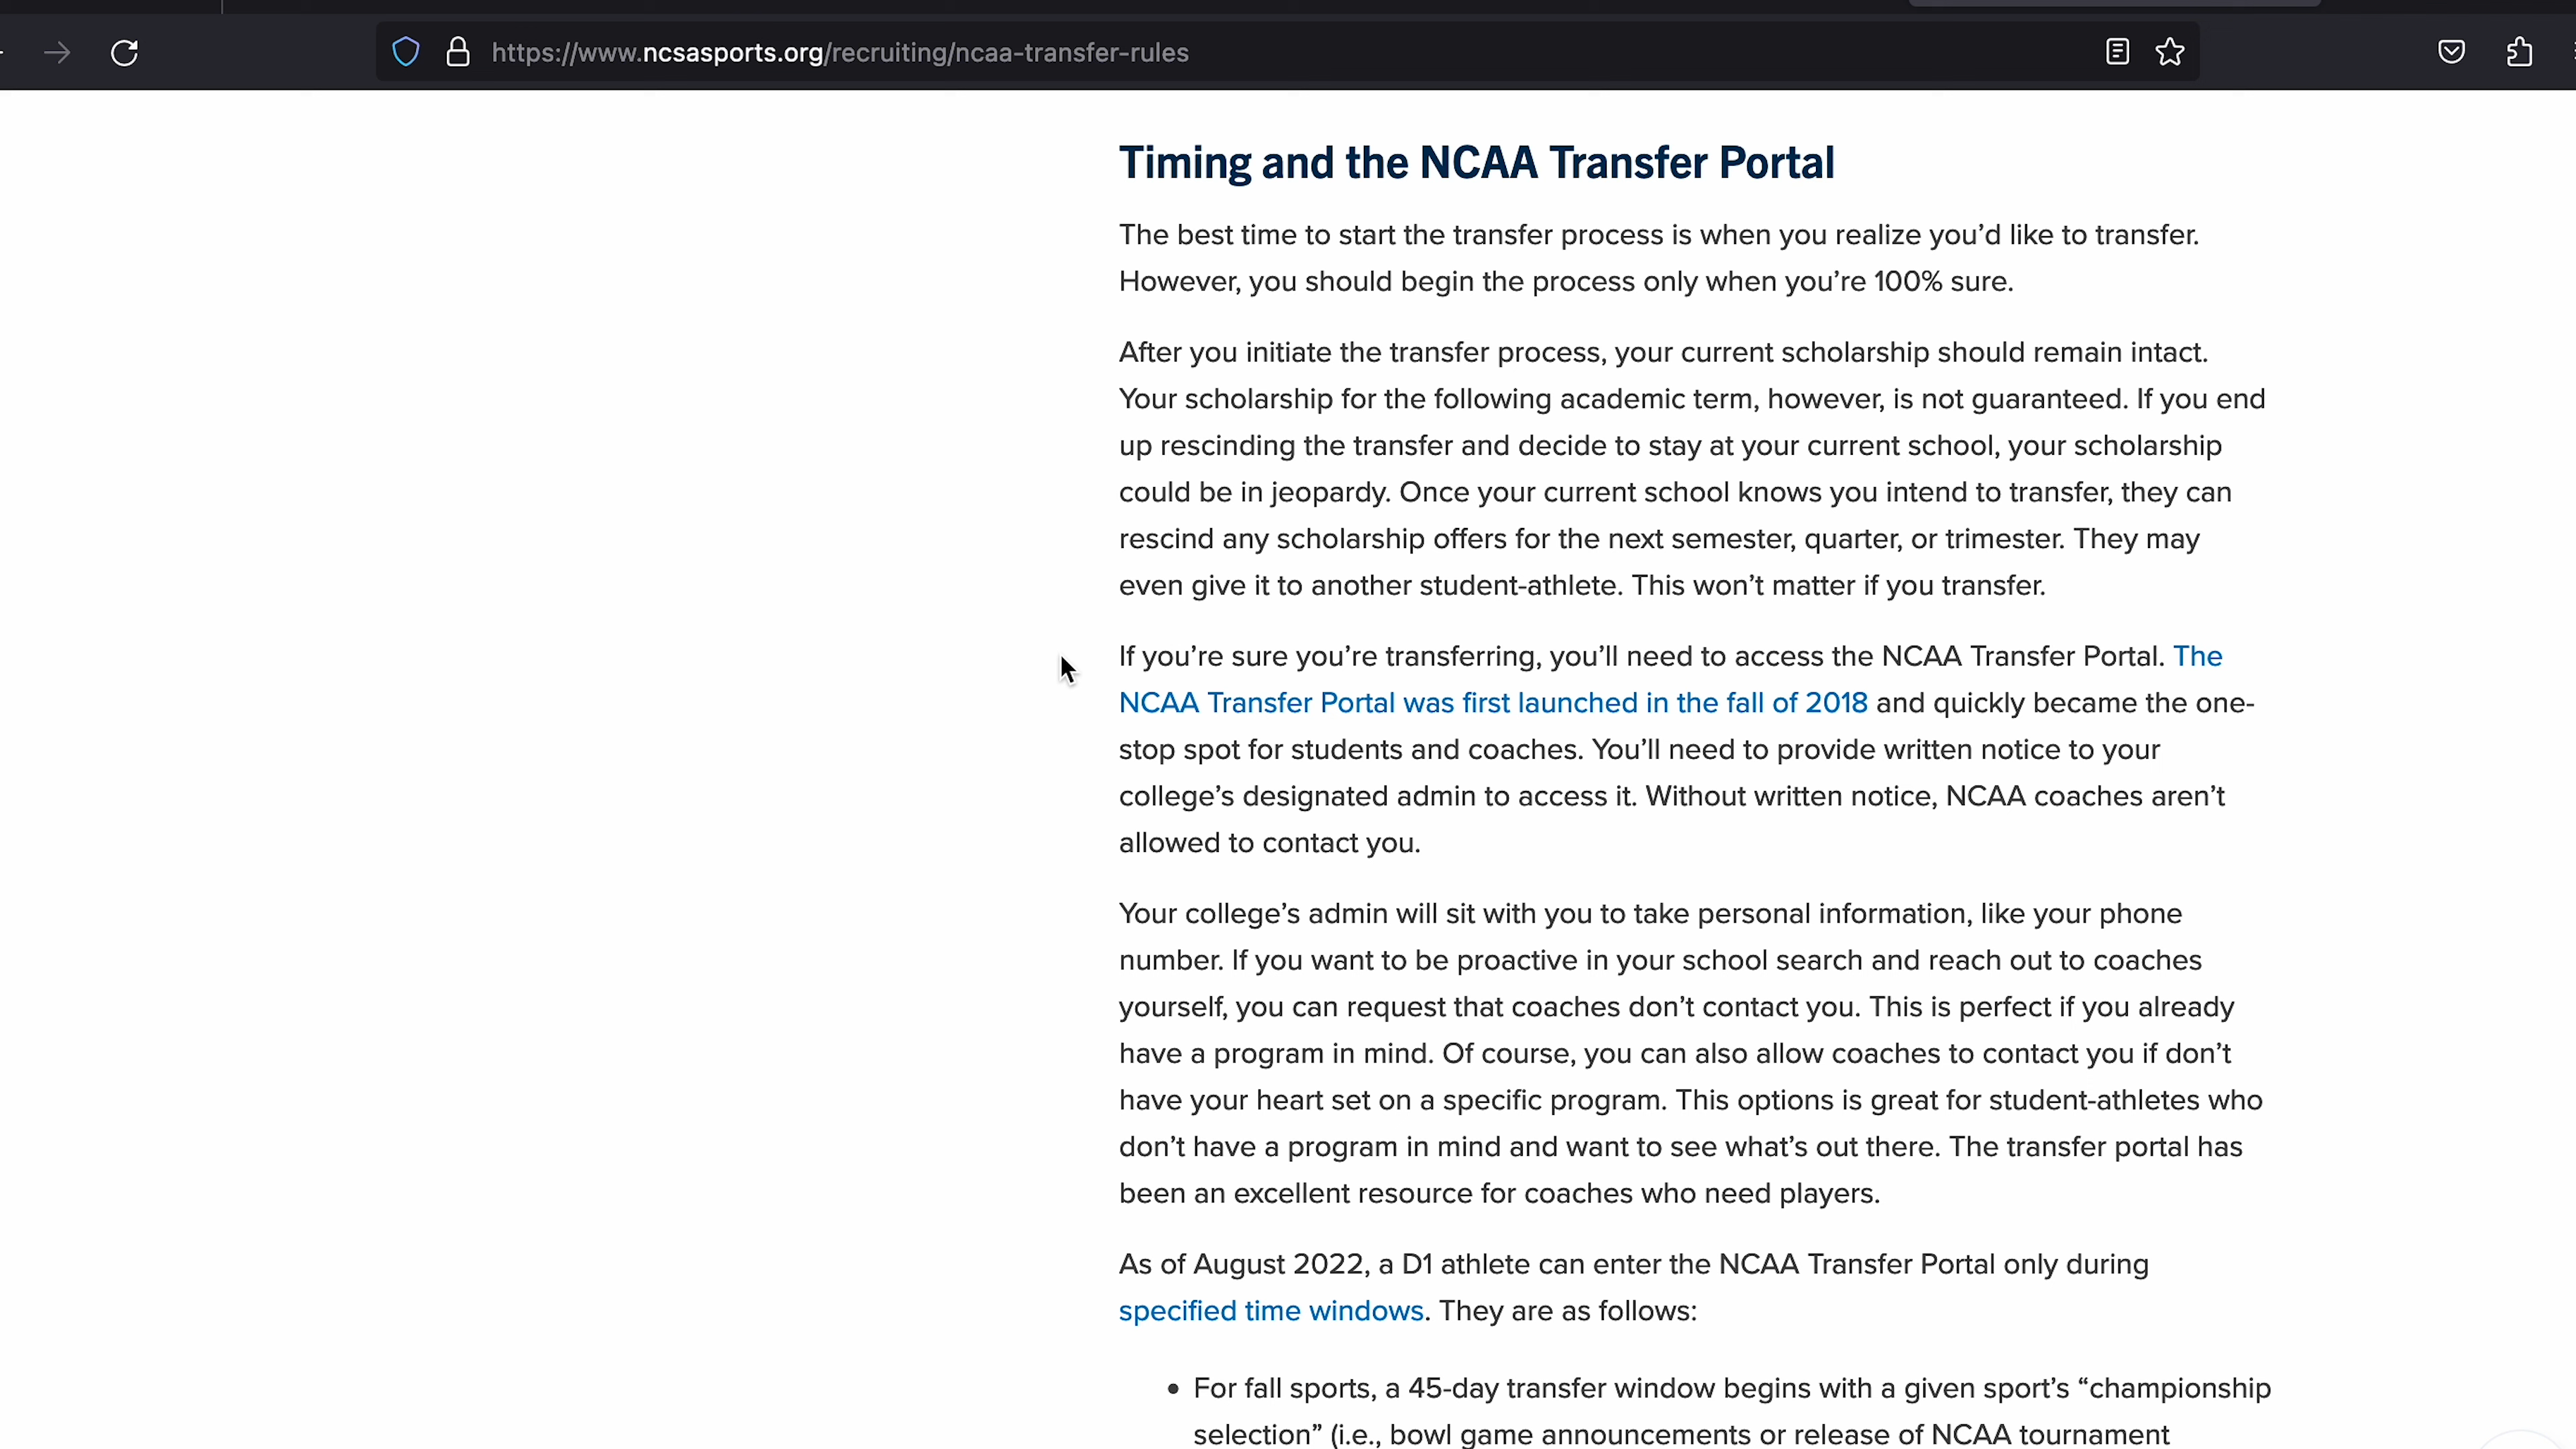 https://www.ncsasports.org/recruiting/ncaa-transfer-rules
Timing and the NCAA Transfer Portal
The best time to start the transfer process is when you realize you’d like to transfer.
However, you should begin the process only when you’re 100% sure.
After you initiate the transfer process, your current scholarship should remain intact.
Your scholarship for the following academic term, however, is not guaranteed. If you end
up rescinding the transfer and decide to stay at your current school, your scholarship
could be in jeopardy. Once your current school knows you intend to transfer, they can
rescind any scholarship offers for the next semester, quarter, or trimester. They may
even give it to another student-athlete. This won’t matter if you transfer.
If you’re sure you’re transferring, you’ll need to access the NCAA Transfer Portal. The
NCAA Transfer Portal was first launched in the fall of 2018 and quickly became the one-
stop spot for students and coaches. You’ll need to provide written notice to your
college’s designated admin to access it. Without written notice, NCAA coaches aren’t
allowed to contact you.
Your college’s admin will sit with you to take personal information, like your phone
number. If you want to be proactive in your school search and reach out to coaches
yourself, you can request that coaches don’t contact you. This is perfect if you already
have a program in mind. Of course, you can also allow coaches to contact you if don’t
have your heart set on a specific program. This options is great for student-athletes who
don’t have a program in mind and want to see what’s out there. The transfer portal has
been an excellent resource for coaches who need players.
As of August 2022, a D1 athlete can enter the NCAA Transfer Portal only during
specified time windows. They are as follows:
• For fall sports, a 45-day transfer window begins with a given sport’s “championship
selection” (i.e., bowl game announcements or release of NCAA tournament